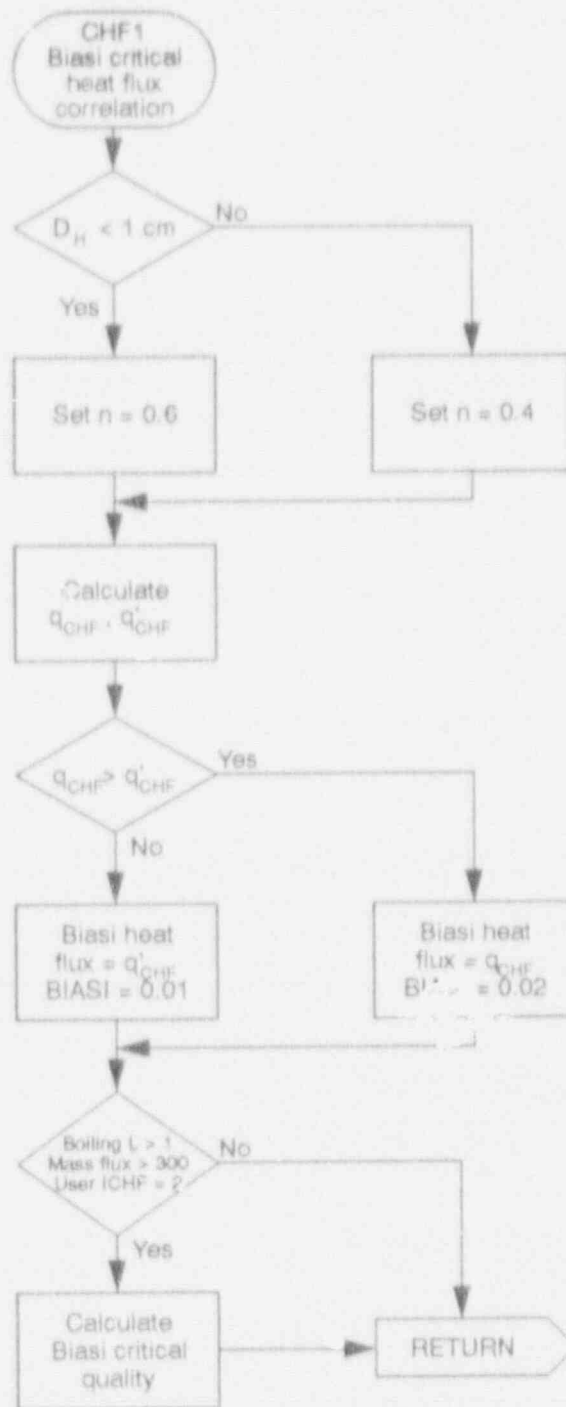 CHF1
Biasi critical
heat flux
correlation
D_H < 1 cm
No
Yes
Set n = 0.6
Set n = 0.4
Calculate
q_CHF, q'_CHF
q_CHF > q'_CHF
Yes
No
Biasi heat
flux = q'_CHF
BIASI = 0.01
Biasi heat
flux = q_CHF
= 0.02
Boiling L > 1
Mass flux > 300
User ICHF = 2
No
Yes
Calculate
Biasi critical
quality
RETURN